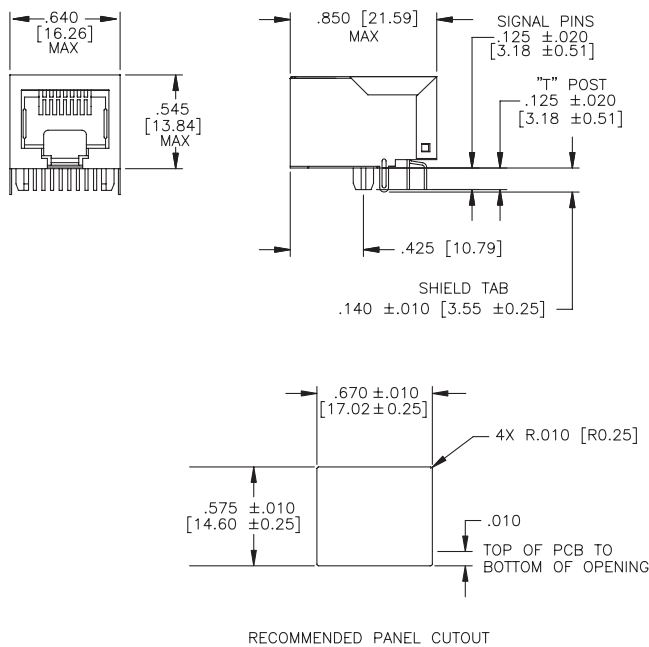 .640
[16.26]
MAX
.545
[13.84]
MAX
.850 [21.59]
MAX
SIGNAL PINS
.125 ±.020
[3.18 ±0.51]
"T" POST
.125 ±.020
[3.18 ±0.51]
.425 [10.79]
SHIELD TAB
.140 ±.010 [3.55 ±0.25]
.670 ±.010
[17.02±0.25]
4X R.010 [R0.25]
.575 ±.010
[14.60 ±0.25]
.010
TOP OF PCB TO
BOTTOM OF OPENING
RECOMMENDED PANEL CUTOUT